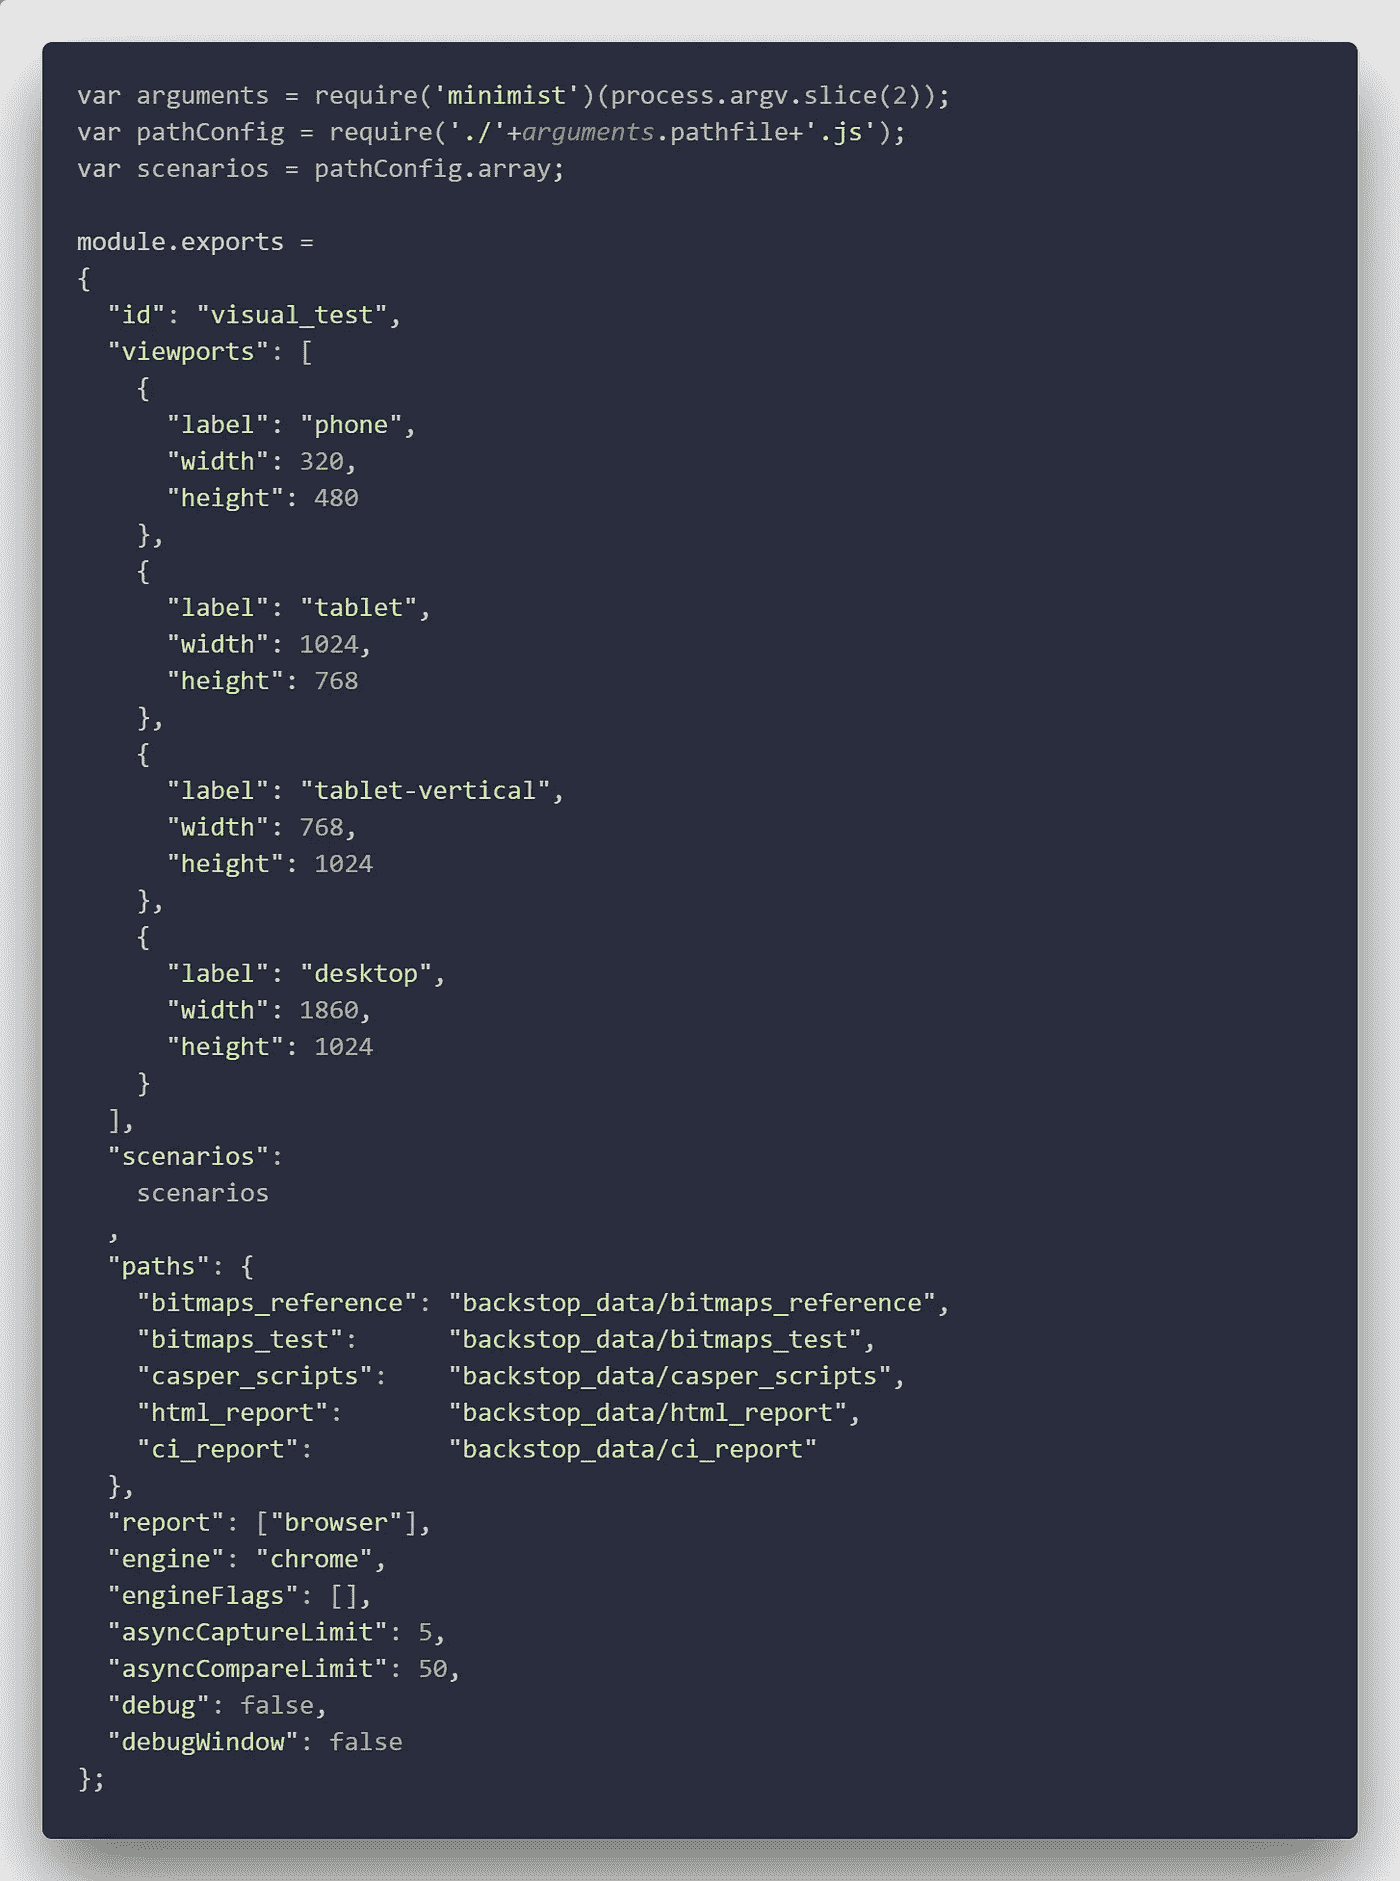 var arguments = require('minimist')(process.argv.slice(2));
var pathConfig = require('./'+arguments.pathfile+'.js');
var scenarios = pathConfig.array;

module.exports =
{
  "id": "visual_test",
  "viewports": [
    {
      "label": "phone",
      "width": 320,
      "height": 480
    },
    {
      "label": "tablet",
      "width": 1024,
      "height": 768
    },
    {
      "label": "tablet-vertical",
      "width": 768,
      "height": 1024
    },
    {
      "label": "desktop",
      "width": 1860,
      "height": 1024
    }
  ],
  "scenarios":
    scenarios
  ,
  "paths": {
    "bitmaps_reference": "backstop_data/bitmaps_reference",
    "bitmaps_test":      "backstop_data/bitmaps_test",
    "casper_scripts":    "backstop_data/casper_scripts",
    "html_report":       "backstop_data/html_report",
    "ci_report":         "backstop_data/ci_report"
  },
  "report": ["browser"],
  "engine": "chrome",
  "engineFlags": [],
  "asyncCaptureLimit": 5,
  "asyncCompareLimit": 50,
  "debug": false,
  "debugWindow": false
};